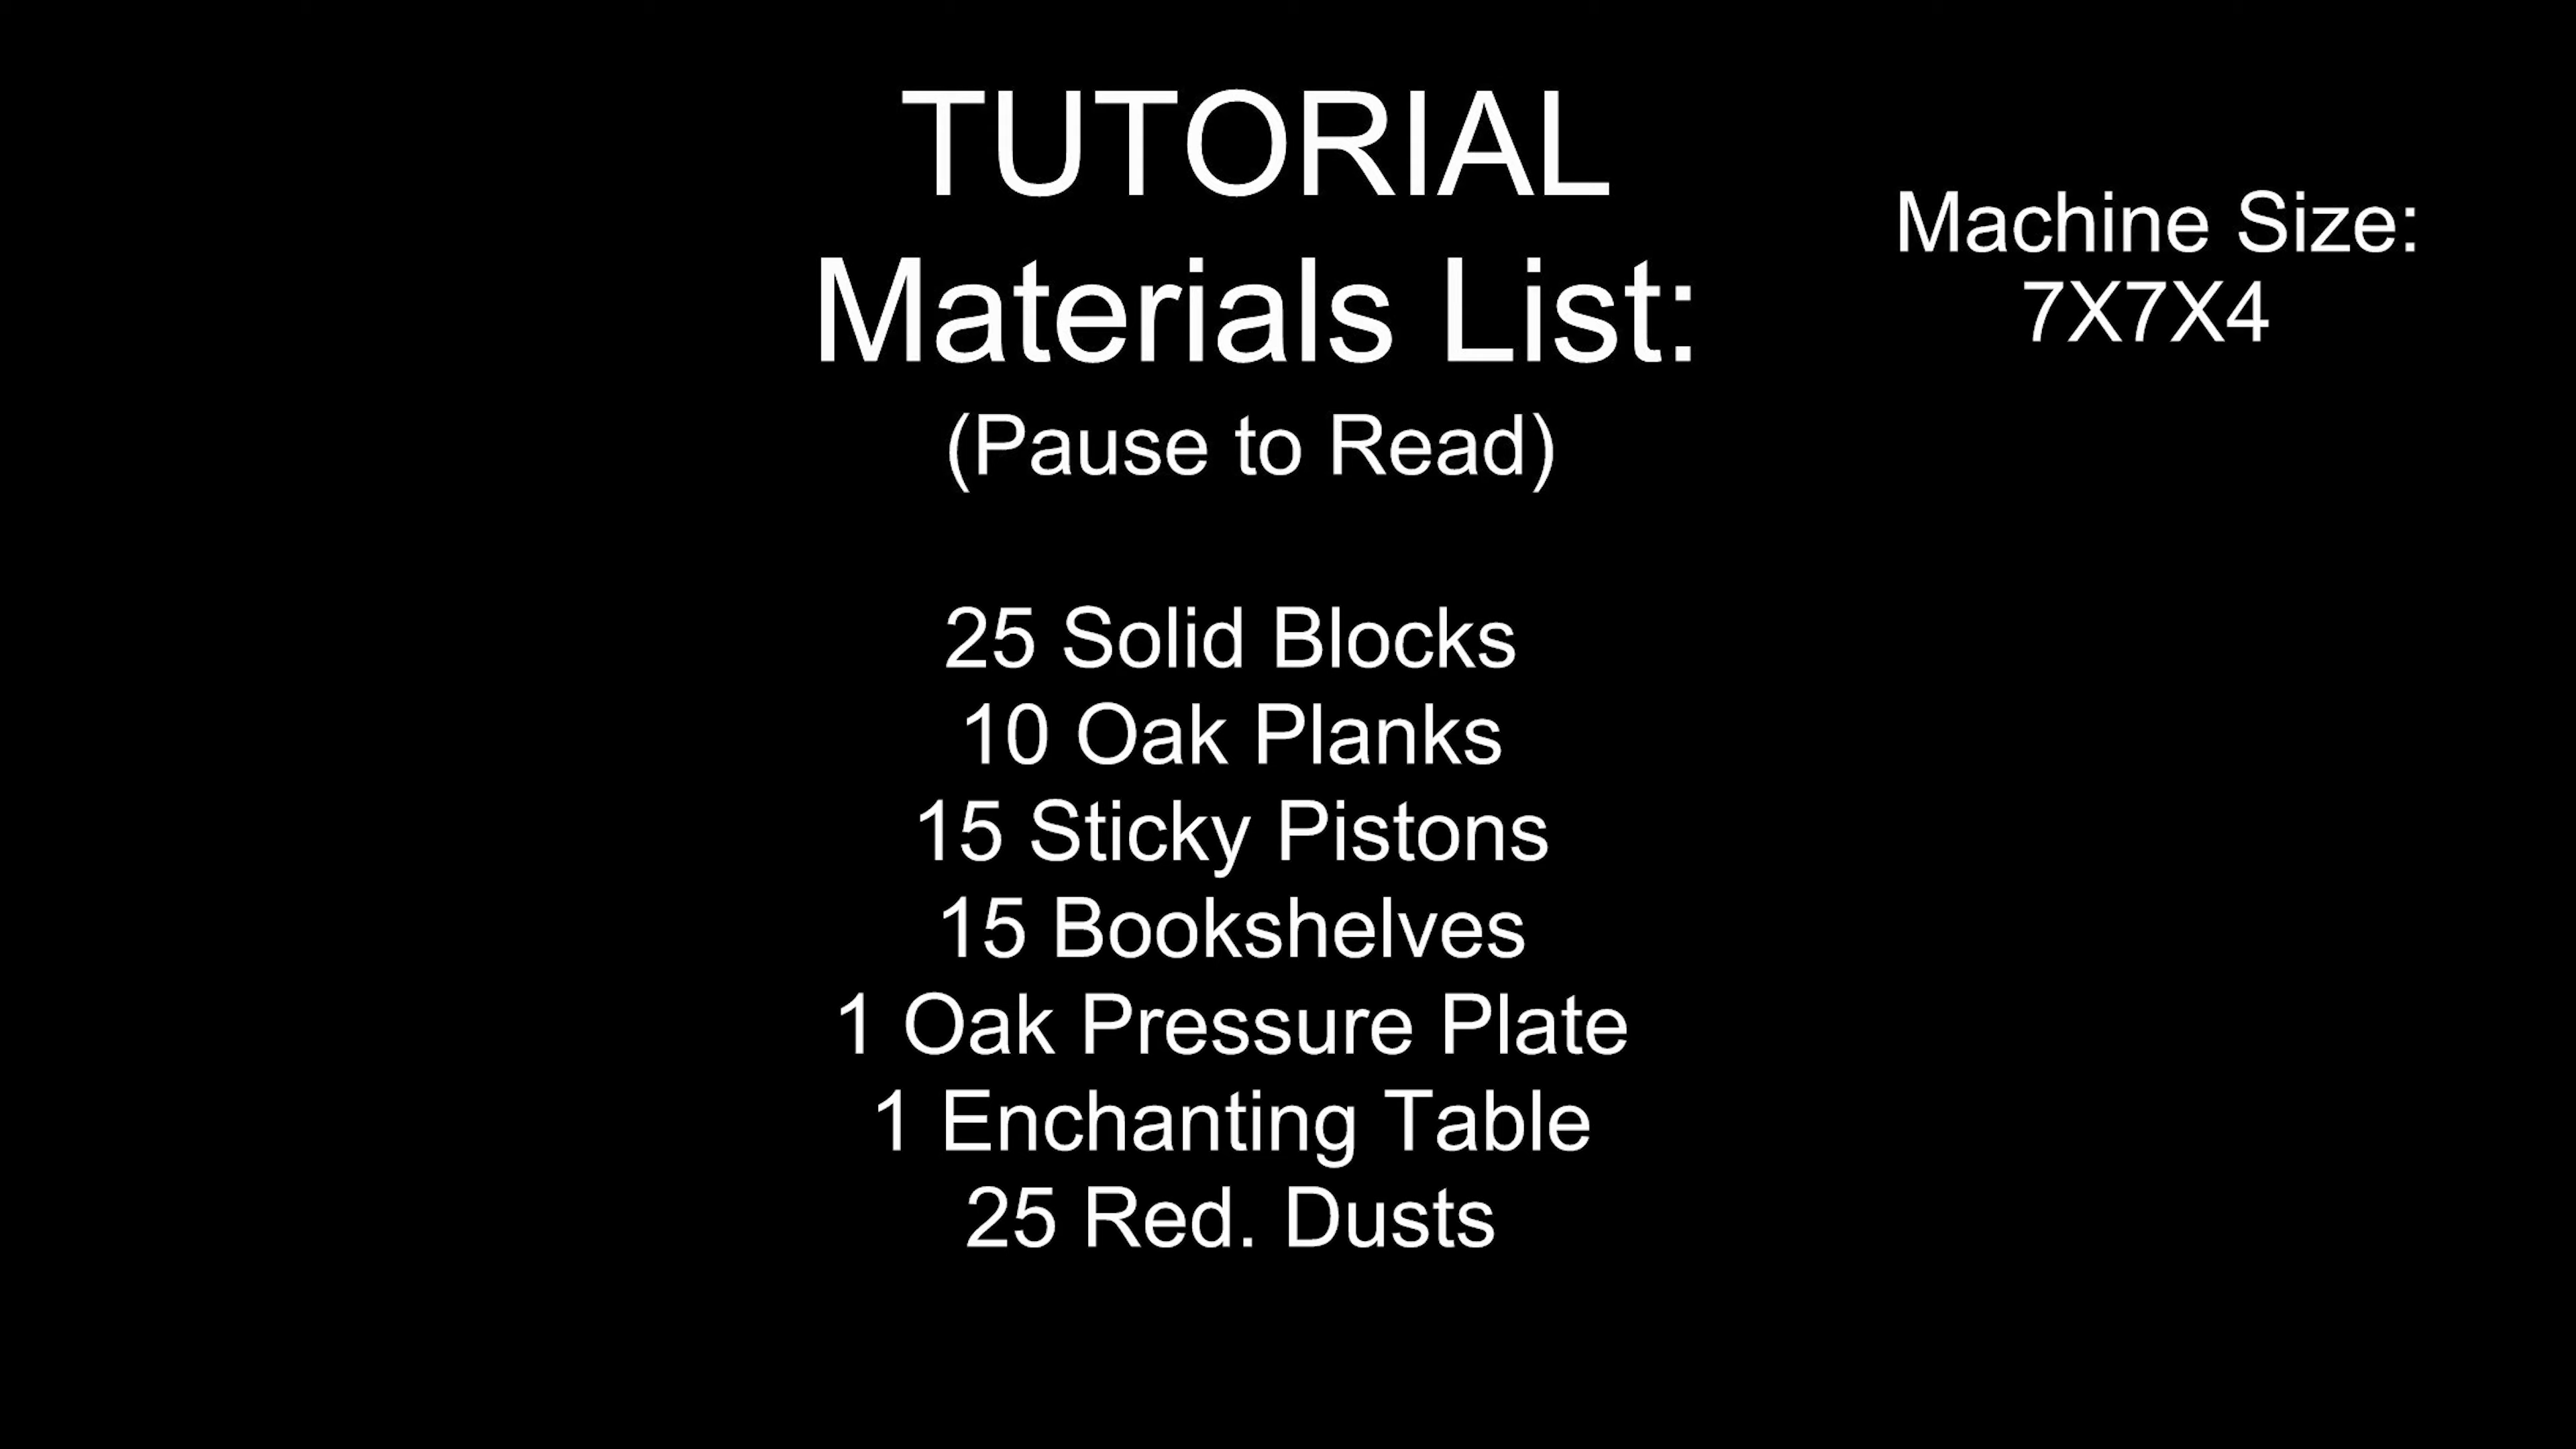 TUTORIAL
Materials List:
(Pause to Read)
Machine Size:
7X7X4
25 Solid Blocks
10 Oak Planks
15 Sticky Pistons
15 Bookshelves
1 Oak Pressure Plate
1 Enchanting Table
25 Red. Dusts